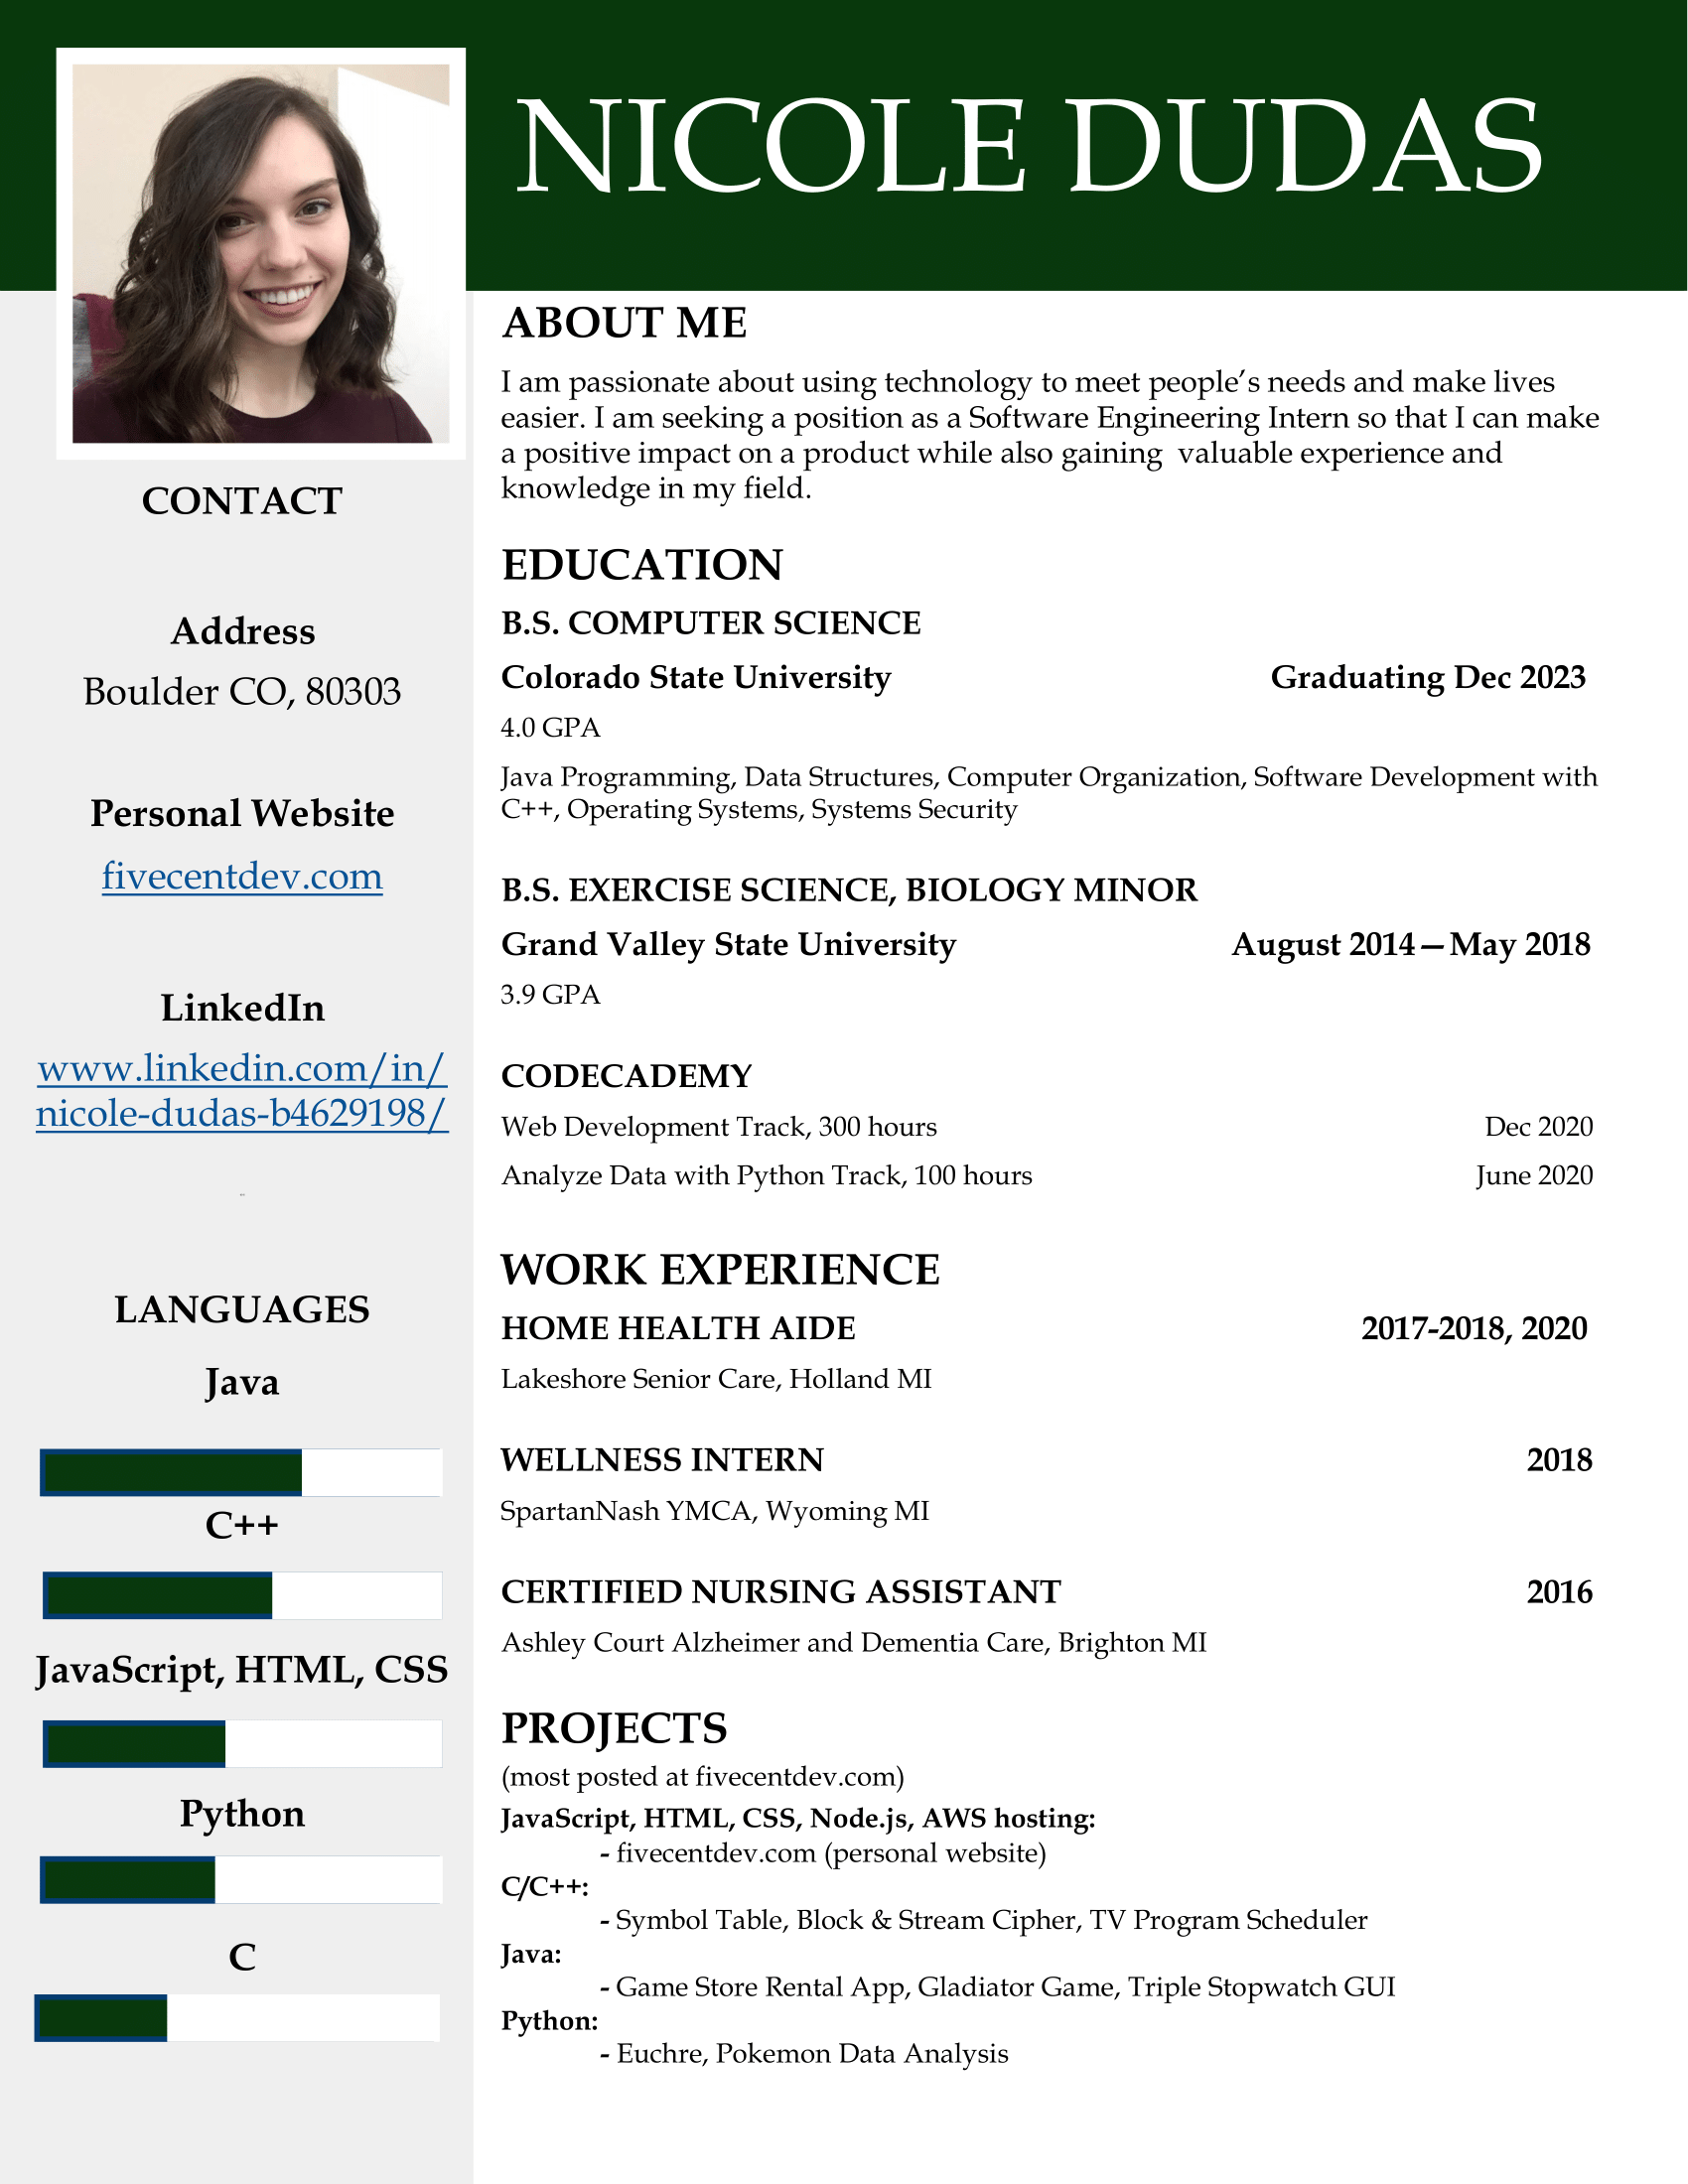 NICOLE DUDAS
CONTACT
Address
Boulder CO, 80303
Personal Website
fivecentdev.com
LinkedIn
www.linkedin.com/in/
nicole-dudas-b4629198/
LANGUAGES
Java
C++
JavaScript, HTML, CSS
Python
C
ABOUT ME
I am passionate about using technology to meet people’s needs and make lives
easier. I am seeking a position as a Software Engineering Intern so that I can make
a positive impact on a product while also gaining  valuable experience and
knowledge in my field.
EDUCATION
B.S. COMPUTER SCIENCE
Colorado State University Graduating Dec 2023
4.0 GPA
Java Programming, Data Structures, Computer Organization, Software Development with
C++, Operating Systems, Systems Security
B.S. EXERCISE SCIENCE, BIOLOGY MINOR
Grand Valley State University August 2014—May 2018
3.9 GPA
CODECADEMY
Web Development Track, 300 hours Dec 2020
Analyze Data with Python Track, 100 hours June 2020
WORK EXPERIENCE
HOME HEALTH AIDE 2017-2018, 2020
Lakeshore Senior Care, Holland MI
WELLNESS INTERN 2018
SpartanNash YMCA, Wyoming MI
CERTIFIED NURSING ASSISTANT 2016
Ashley Court Alzheimer and Dementia Care, Brighton MI
PROJECTS
(most posted at fivecentdev.com)
JavaScript, HTML, CSS, Node.js, AWS hosting:
- fivecentdev.com (personal website)
C/C++:
- Symbol Table, Block & Stream Cipher, TV Program Scheduler
Java:
- Game Store Rental App, Gladiator Game, Triple Stopwatch GUI
Python:
- Euchre, Pokemon Data Analysis